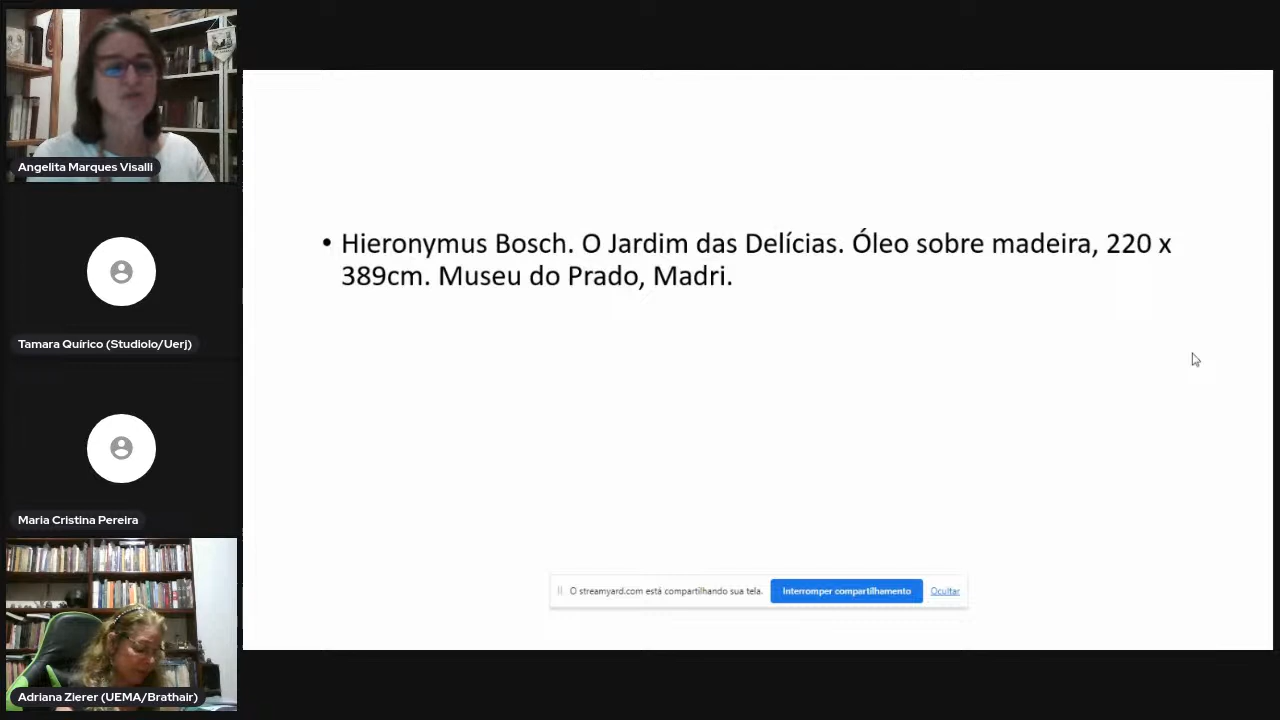 Angelita Marques Visalli
Tamara Quírico (Studiolo/Uerj)
Maria Cristina Pereira
Adriana Zierer (UEMA/Brathair)
• Hieronymus Bosch. O Jardim das Delícias. Óleo sobre madeira, 220 x
389cm. Museu do Prado, Madri.
O streamyard.com está compartilhando sua tela. Interromper compartilhamento Ocultar